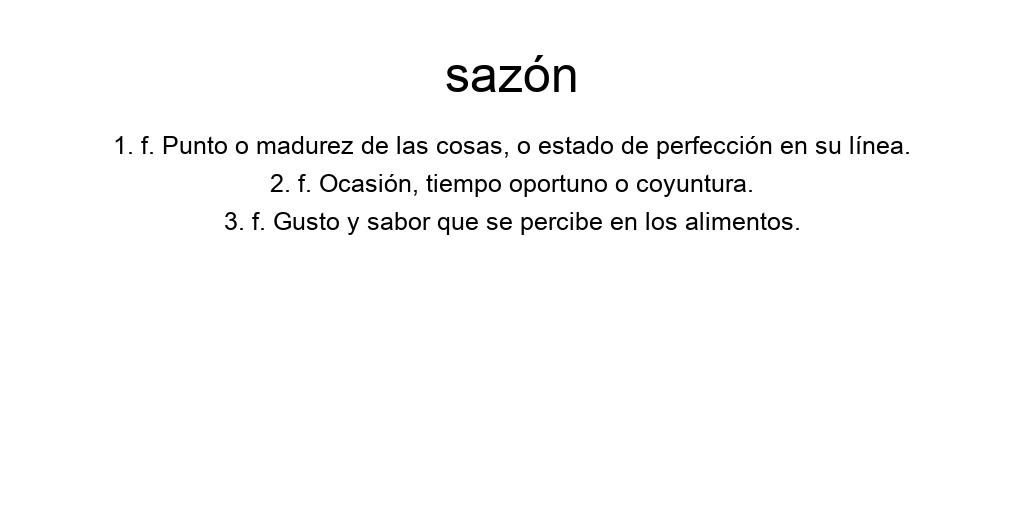 sazón
1. f. Punto o madurez de las cosas, o estado de perfección en su línea.
2. f. Ocasión, tiempo oportuno o coyuntura.
3. f. Gusto y sabor que se percibe en los alimentos.